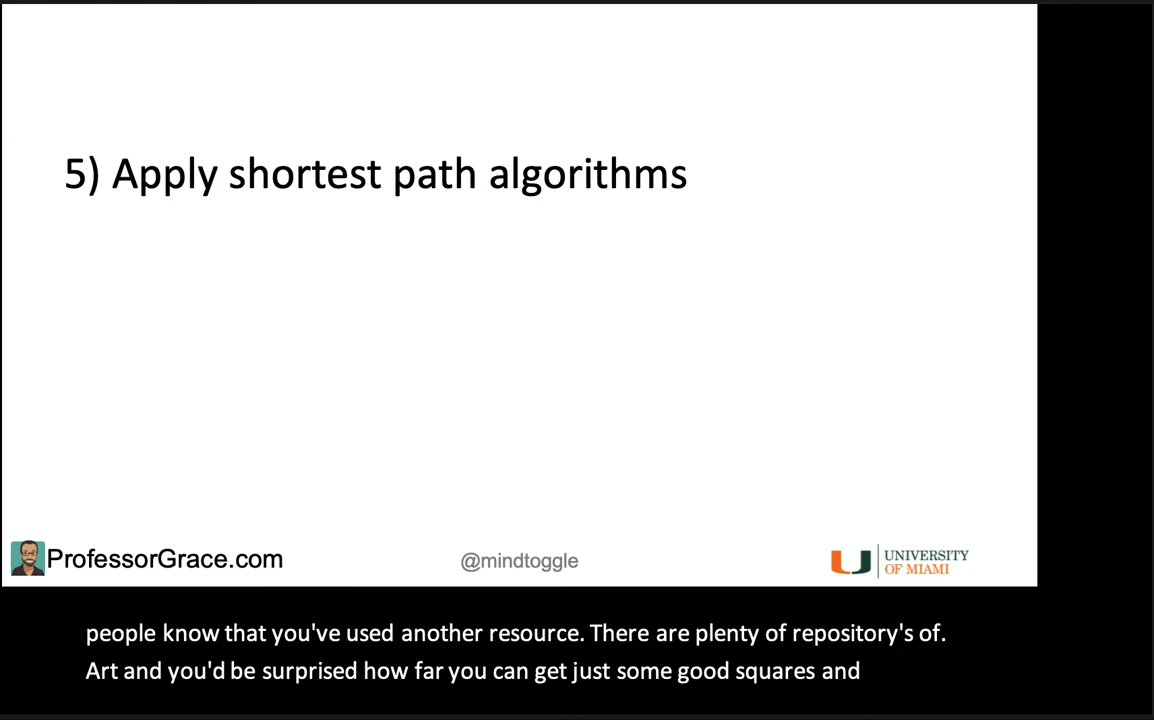 5) Apply shortest path algorithms
ProfessorGrace.com
@mindtoggle
UNIVERSITY
OF MIAMI
people know that you've used another resource. There are plenty of repository's of.
Art and you'd be surprised how far you can get just some good squares and